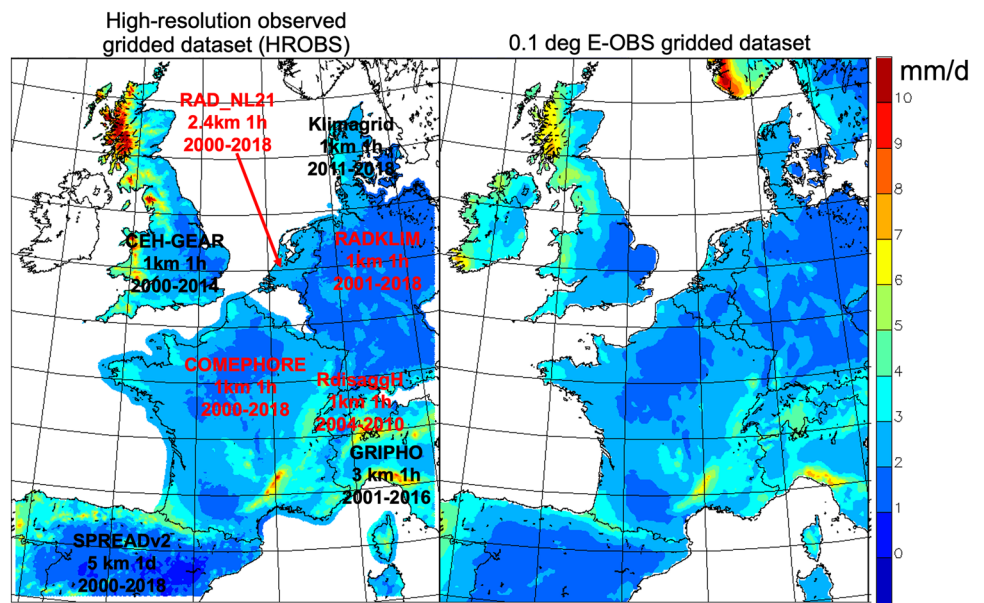 High-resolution observed
gridded dataset (HROBS)
0.1 deg E-OBS gridded dataset
mm/d
RAD_NL21
2.4km 1h
2000-2018
Klimagrid
1km 1h
2011-2018
CEH-GEAR
1km 1h
2000-2014
RADKLIM
1km 1h
2001-2018
COMEPHORE
1km 1h
2000-2018
RdisaggH
1km 1h
2004-2010
GRIPHO
3 km 1h
2001-2016
SPREADv2
5 km 1d
2000-2018
10
9
8
7
6
5
4
3
2
1
0